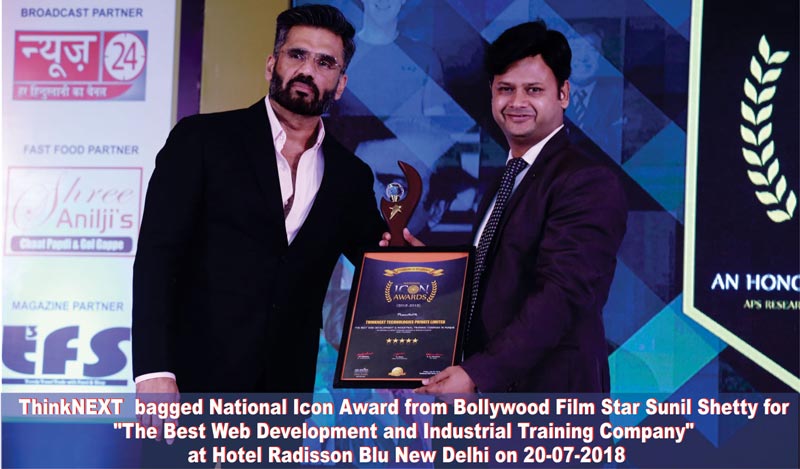 BROADCAST PARTNER
न्यूज़ 24
हर हिन्दुस्तानी का चैनल
FAST FOOD PARTNER
Shree
Anilji's
Chaat Papdi & Gol Gappe
MAGAZINE PARTNER
tfs
ICON
AWARDS
THINKNEXT TECHNOLOGIES PRIVATE LIMITED
AN HONO
APS RESEAR
ThinkNEXT bagged National Icon Award from Bollywood Film Star Sunil Shetty for
"The Best Web Development and Industrial Training Company"
at Hotel Radisson Blu New Delhi on 20-07-2018